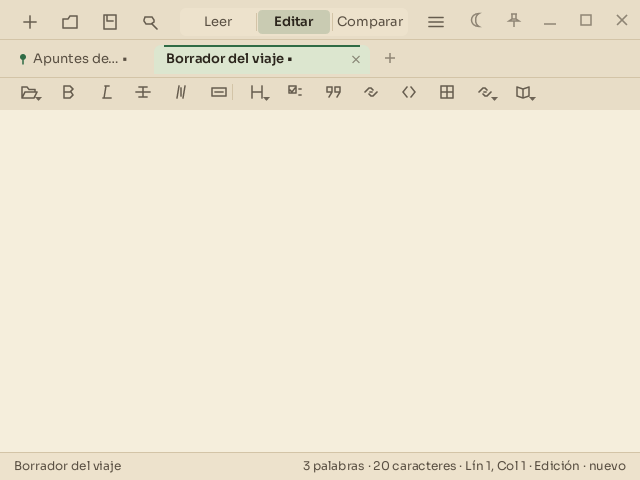 Leer Editar Comparar
Apuntes de... ▪ Borrador del viaje ▪
Borrador del viaje 3 palabras · 20 caracteres · Lín 1, Col 1 · Edición · nuevo